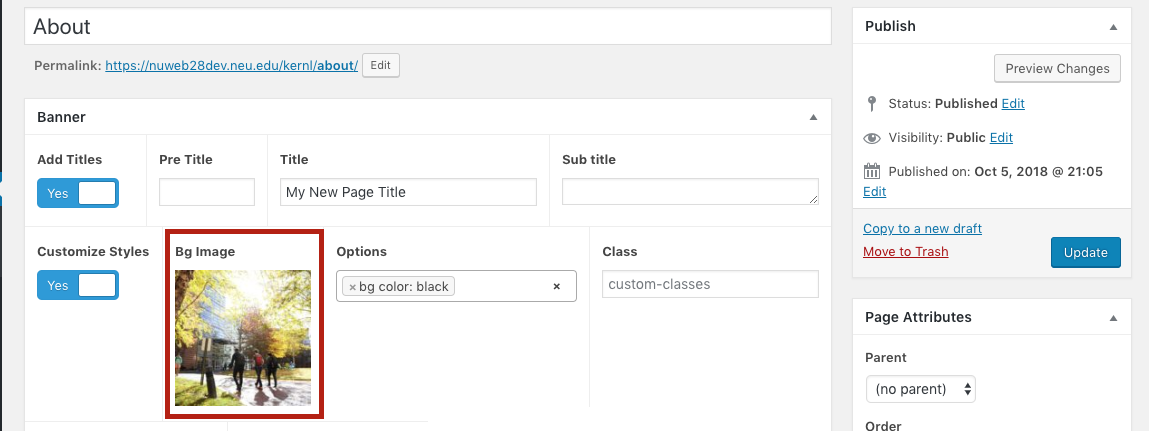 About
Permalink: https://nuweb28dev.neu.edu/kernl/about/ Edit
Banner
Add Titles
Yes
Pre Title
Title
My New Page Title
Sub title
Customize Styles
Yes
Bg Image
Options
× bg color: black ×
Class
custom-classes
Publish
Preview Changes
Status: Published Edit
Visibility: Public Edit
Published on: Oct 5, 2018 @ 21:05
Edit
Copy to a new draft
Move to Trash
Update
Page Attributes
Parent
(no parent)
Order